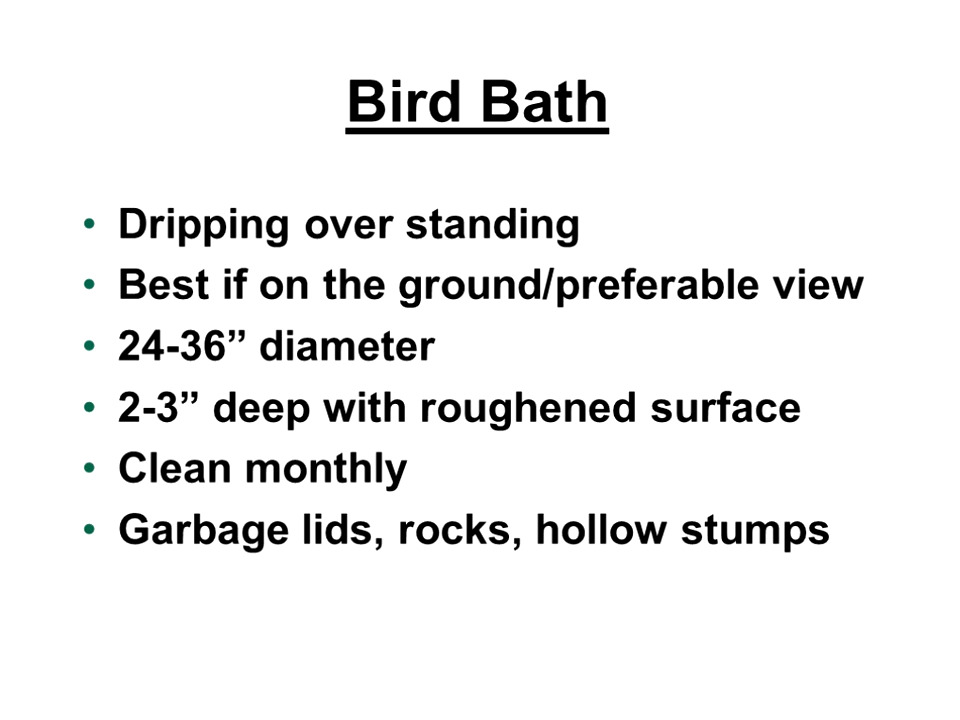 Bird Bath
• Dripping over standing
• Best if on the ground/preferable view
• 24-36” diameter
• 2-3” deep with roughened surface
• Clean monthly
• Garbage lids, rocks, hollow stumps